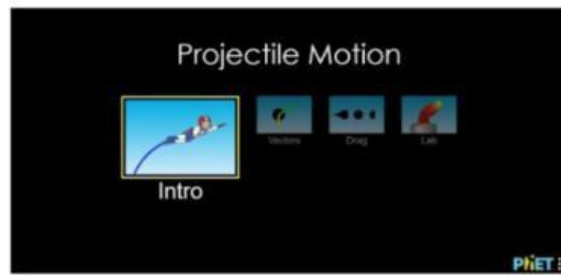 Projectile Motion
Intro
Vectors
Drag
Lab
PhET